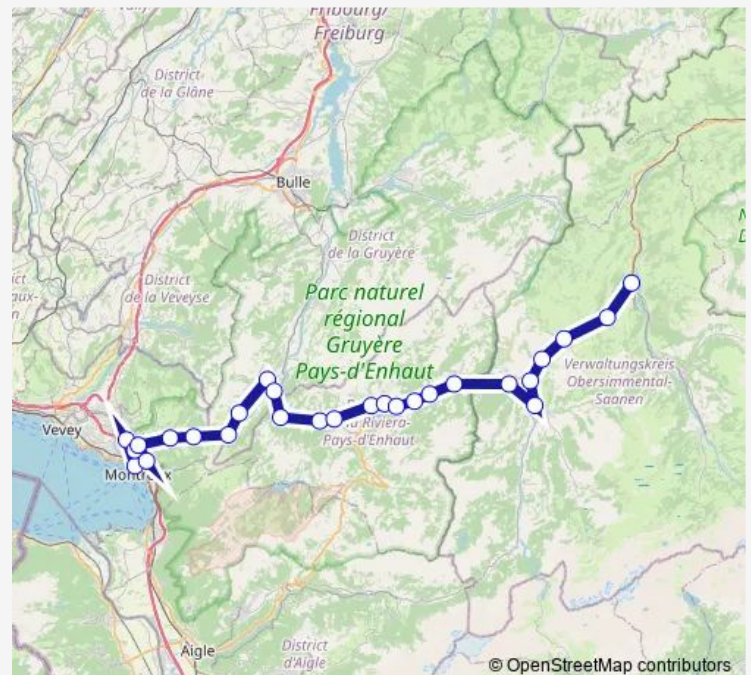 Fribourg/
Freiburg
District
de la Glâne
Bulle
District
de la Gruyère
District
de la Veveyse
Parc naturel
régional
Gruyère
Pays-d'Enhaut
Verwaltungskreis
Obersimmental-
Saanen
Vevey
Riviera-
Pays-d'Enhaut
Montreux
Aigle
District
d'Aigle
© OpenStreetMap contributors